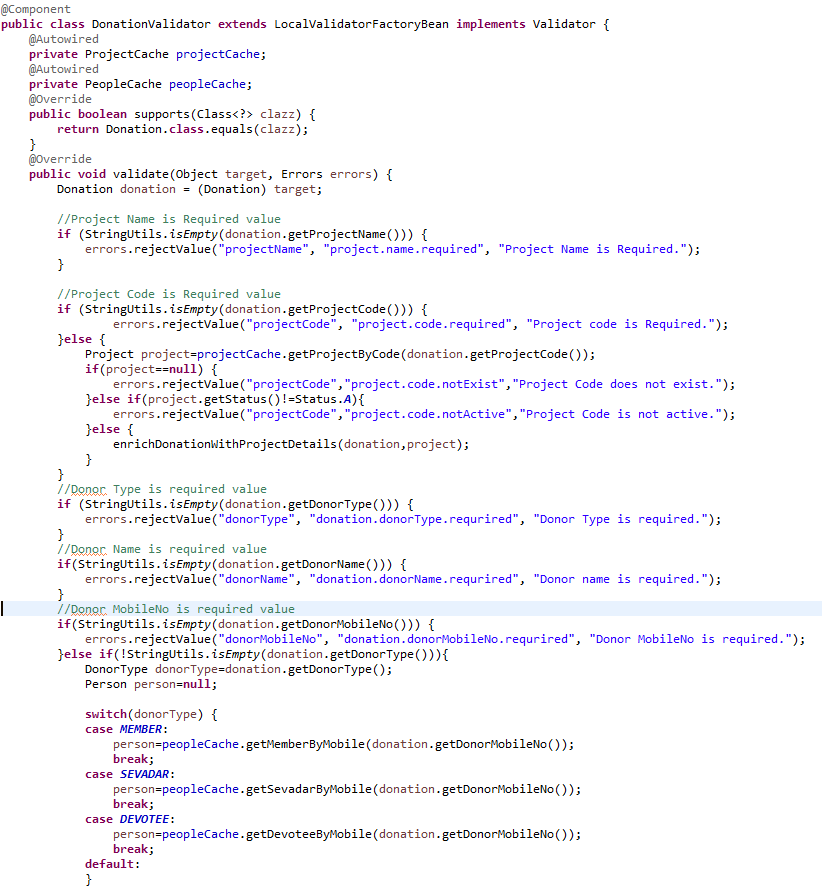 @Component
public class DonationValidator extends LocalValidatorFactoryBean implements Validator {
    @Autowired
    private ProjectCache projectCache;
    @Autowired
    private PeopleCache peopleCache;
    @Override
    public boolean supports(Class<?> clazz) {
        return Donation.class.equals(clazz);
    }
    @Override
    public void validate(Object target, Errors errors) {
        Donation donation = (Donation) target;

        //Project Name is Required value
        if (StringUtils.isEmpty(donation.getProjectName())) {
            errors.rejectValue("projectName", "project.name.required", "Project Name is Required.");
        }

        //Project Code is Required value
        if (StringUtils.isEmpty(donation.getProjectCode())) {
                errors.rejectValue("projectCode", "project.code.required", "Project code is Required.");
        }else {
            Project project=projectCache.getProjectByCode(donation.getProjectCode());
            if(project==null) {
                errors.rejectValue("projectCode","project.code.notExist","Project Code does not exist.");
            }else if(project.getStatus()!=Status.A){
                errors.rejectValue("projectCode","project.code.notActive","Project Code is not active.");
            }else {
                enrichDonationWithProjectDetails(donation,project);
            }
        }
        //Donor Type is required value
        if (StringUtils.isEmpty(donation.getDonorType())) {
            errors.rejectValue("donorType", "donation.donorType.requrired", "Donor Type is required.");
        }
        //Donor Name is required value
        if(StringUtils.isEmpty(donation.getDonorName())) {
            errors.rejectValue("donorName", "donation.donorName.requrired", "Donor name is required.");
        }
        //Donor MobileNo is required value
        if(StringUtils.isEmpty(donation.getDonorMobileNo())) {
            errors.rejectValue("donorMobileNo", "donation.donorMobileNo.requrired", "Donor MobileNo is required.");
        }else if(!StringUtils.isEmpty(donation.getDonorType())){
            DonorType donorType=donation.getDonorType();
            Person person=null;

            switch(donorType) {
            case MEMBER:
                person=peopleCache.getMemberByMobile(donation.getDonorMobileNo());
                break;
            case SEVADAR:
                person=peopleCache.getSevadarByMobile(donation.getDonorMobileNo());
                break;
            case DEVOTEE:
                person=peopleCache.getDevoteeByMobile(donation.getDonorMobileNo());
                break;
            default:
            }